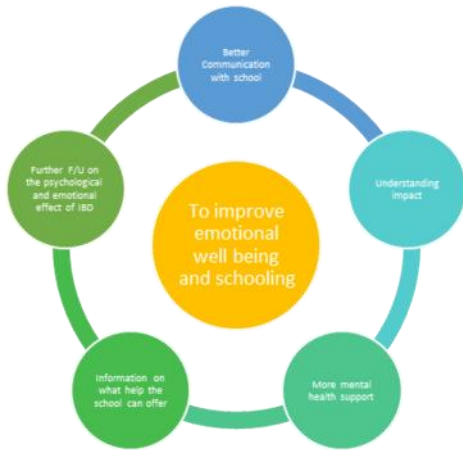 Better
Communication
with school
Further F/U on
the psychological
and emotional
effect of IBD
Understanding
impact
To improve
emotional
well being
and schooling
Information on
what help the
school can offer
More mental
health support